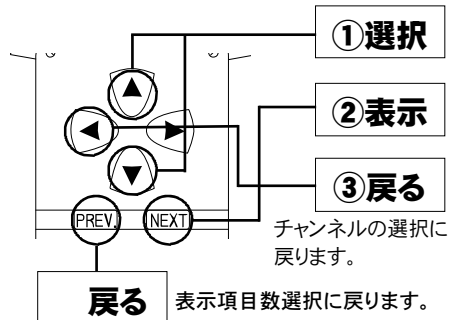 ①選択
②表示
③戻る
チャンネルの選択に
戻ります。
PREV.
NEXT
戻る
表示項目数選択に戻ります。